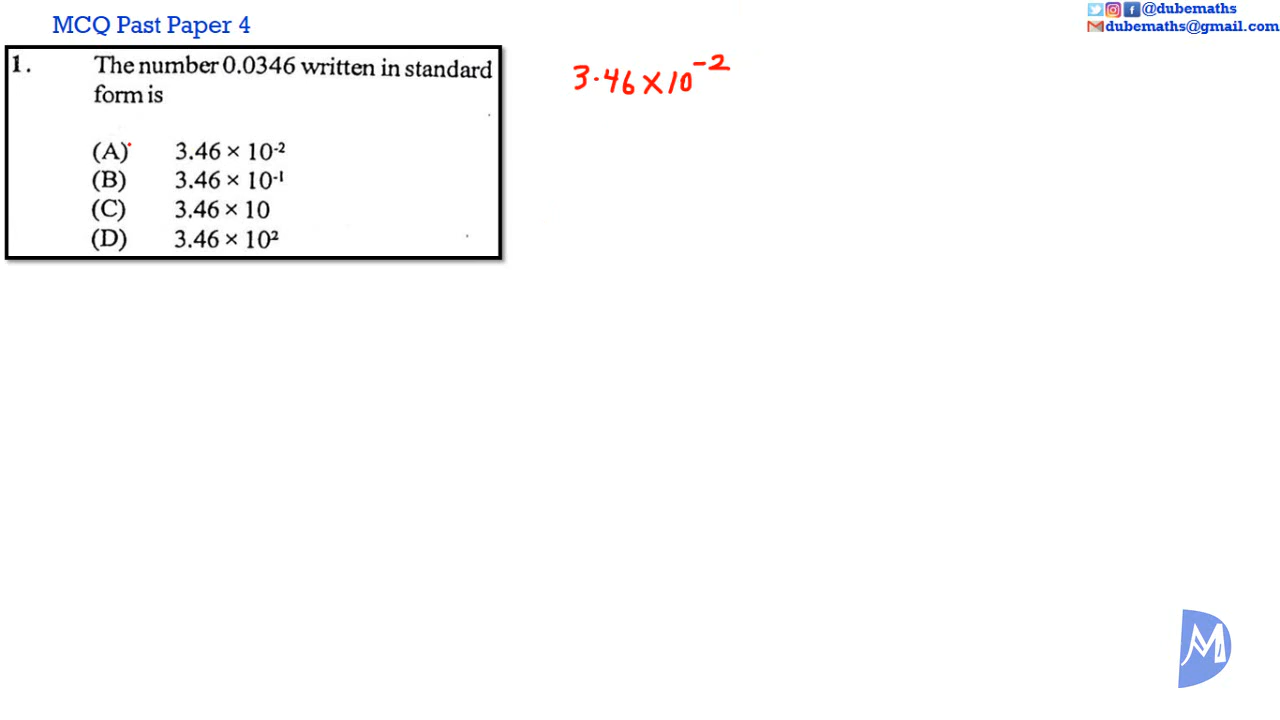 MCQ Past Paper 4
@dubemaths
dubemaths@gmail.com
1. The number 0.0346 written in standard
form is
(A) 3.46 × 10⁻²
(B) 3.46 × 10⁻¹
(C) 3.46 × 10
(D) 3.46 × 10²
3.46 × 10⁻²
M